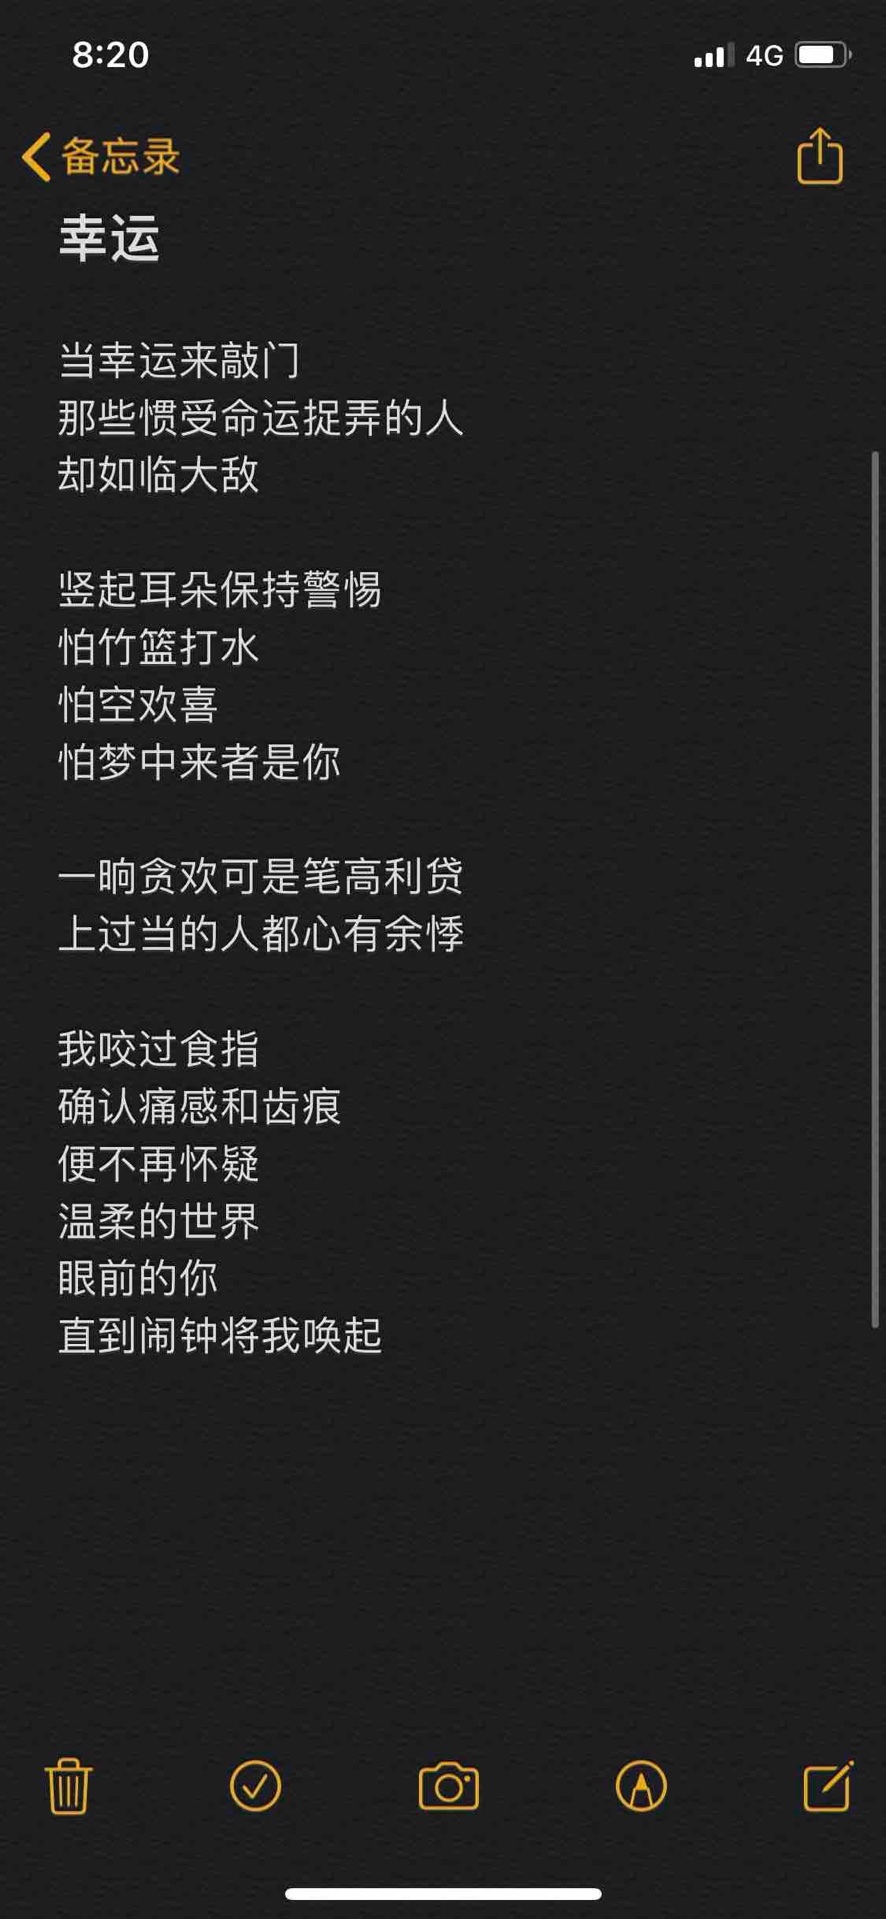 8:20
4G
备忘录
幸运
当幸运来敲门
那些惯受命运捉弄的人
却如临大敌
竖起耳朵保持警惕
怕竹篮打水
怕空欢喜
怕梦中来者是你
一晌贪欢可是笔高利贷
上过当的人都心有余悸
我咬过食指
确认痛感和齿痕
便不再怀疑
温柔的世界
眼前的你
直到闹钟将我唤起